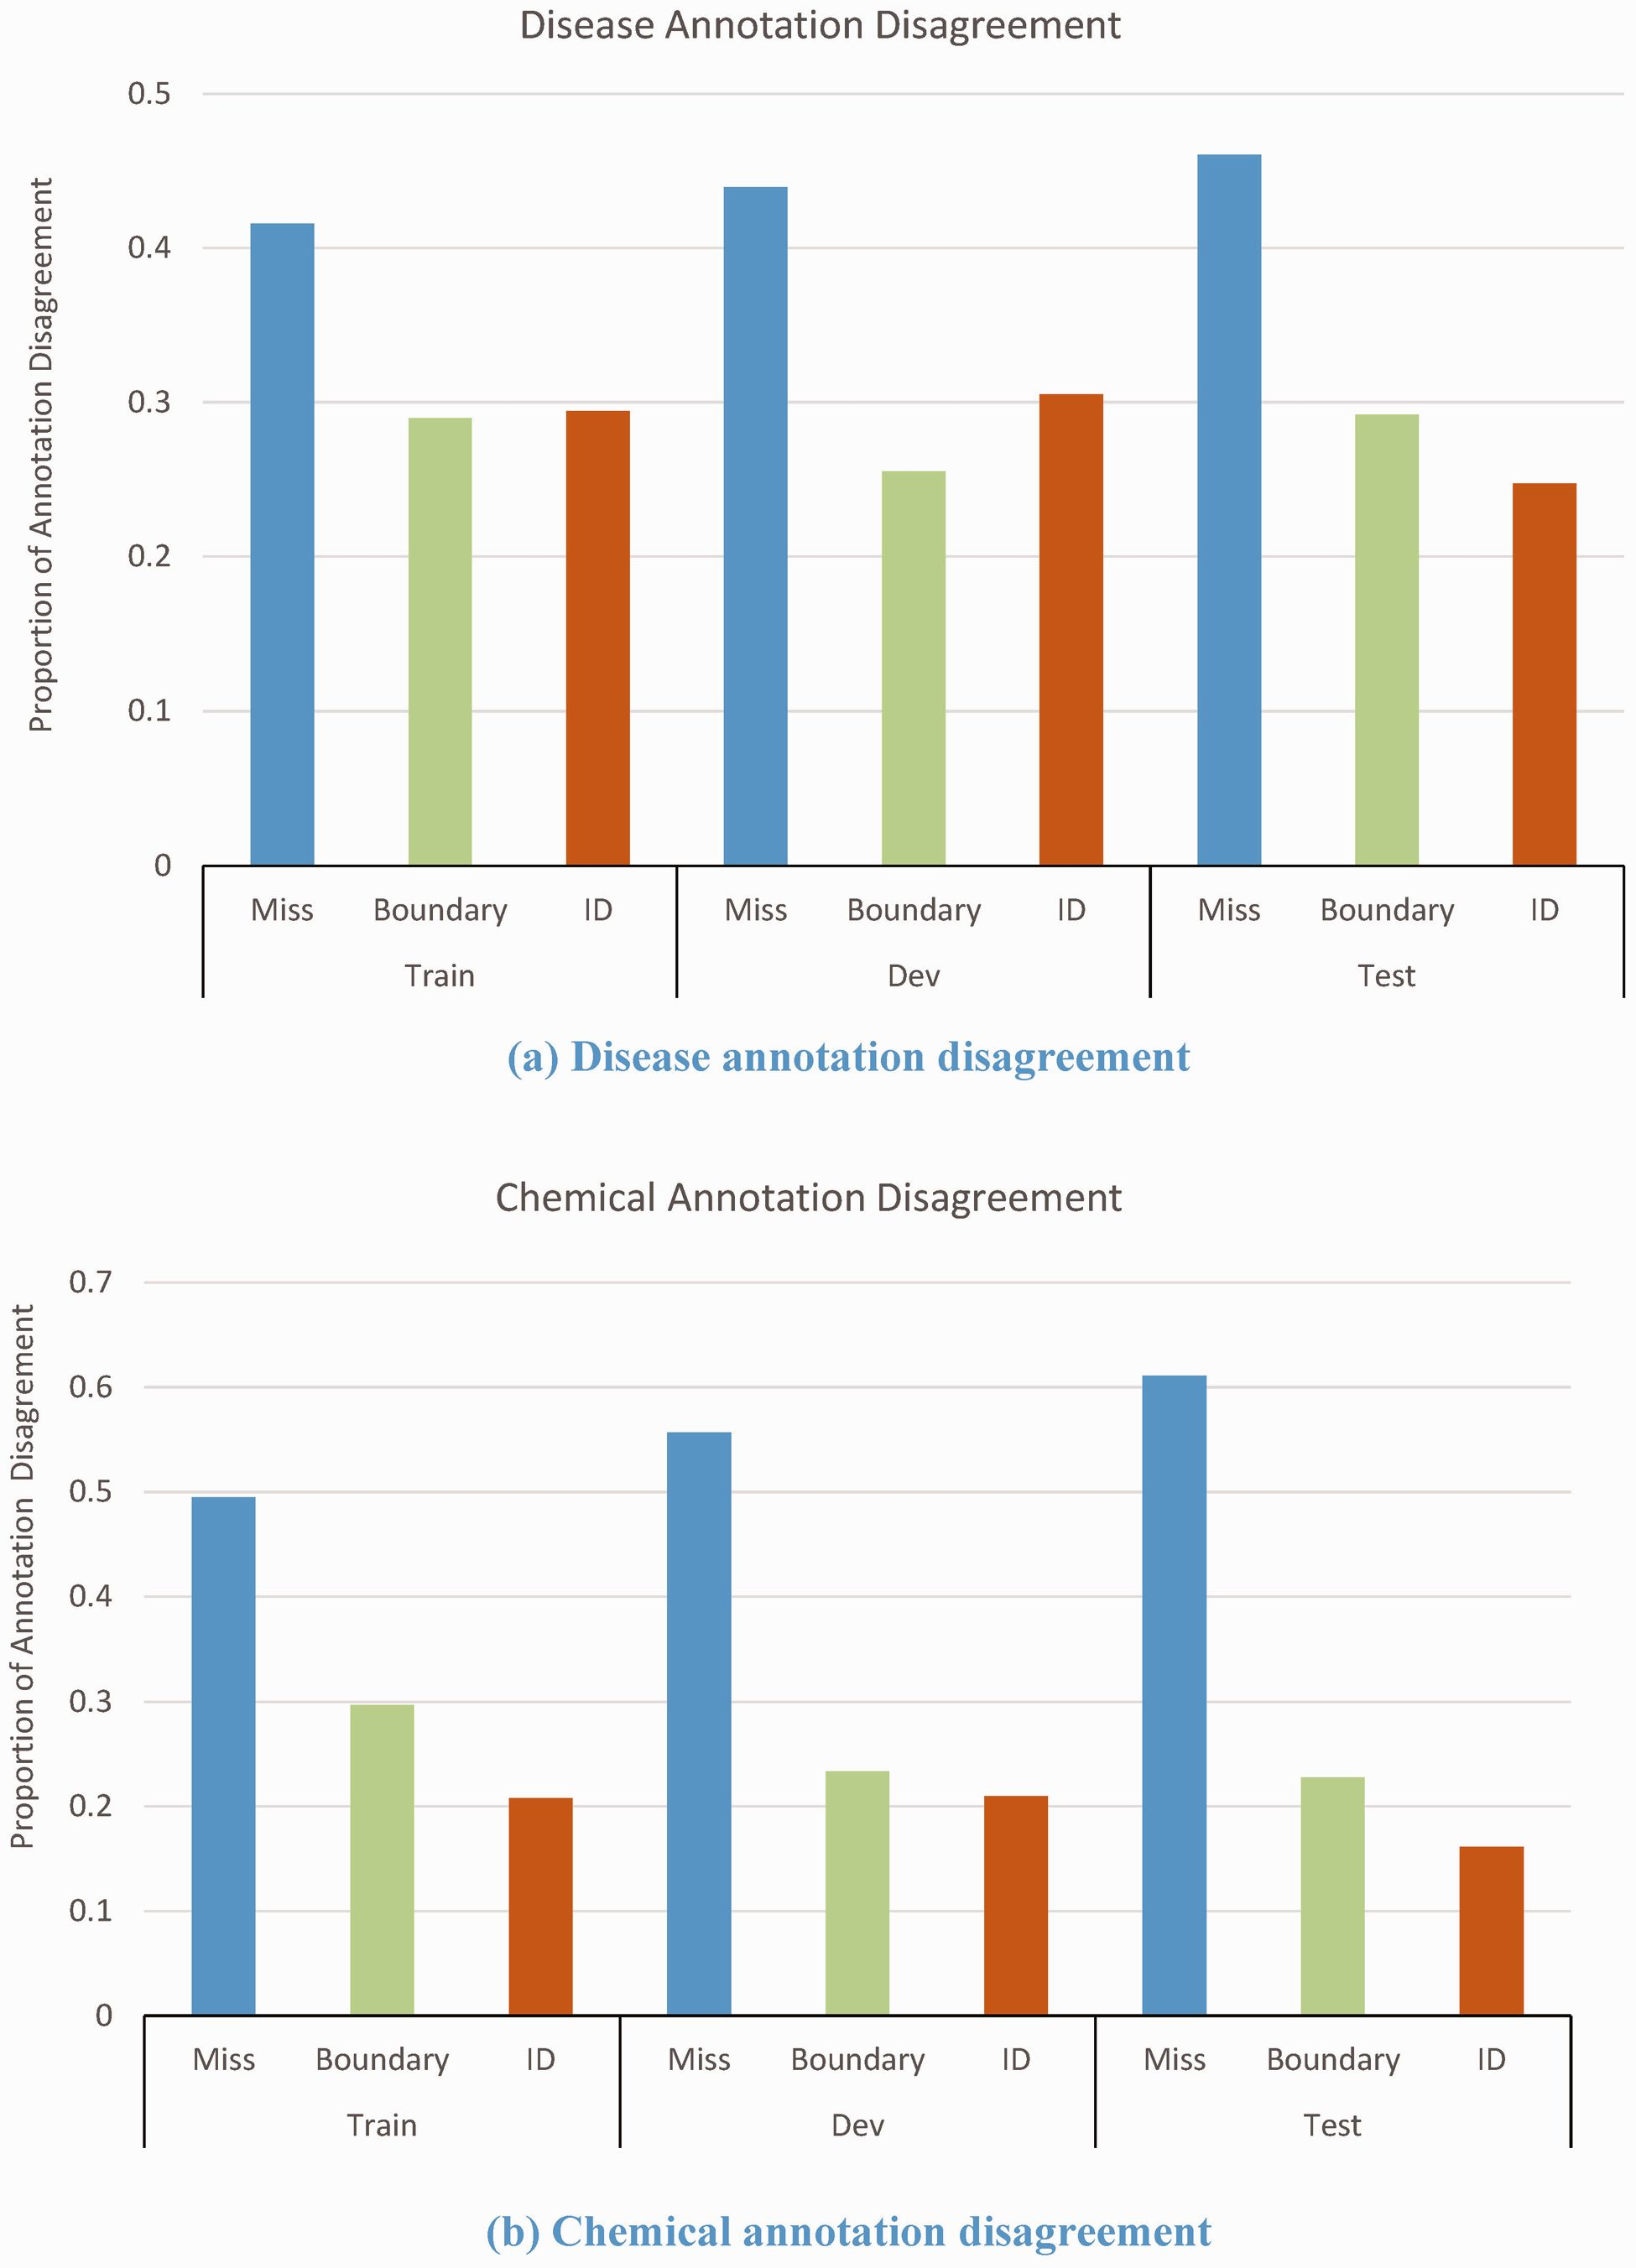 Disease Annotation Disagreement
Proportion of Annotation Disagreement
0.5
0.4
0.3
0.2
0.1
0
Miss Boundary ID Miss Boundary ID Miss Boundary ID
Train Dev Test
(a) Disease annotation disagreement
Chemical Annotation Disagreement
Proportion of Annotation Disagrement
0.7
0.6
0.5
0.4
0.3
0.2
0.1
0
Miss Boundary ID Miss Boundary ID Miss Boundary ID
Train Dev Test
(b) Chemical annotation disagreement